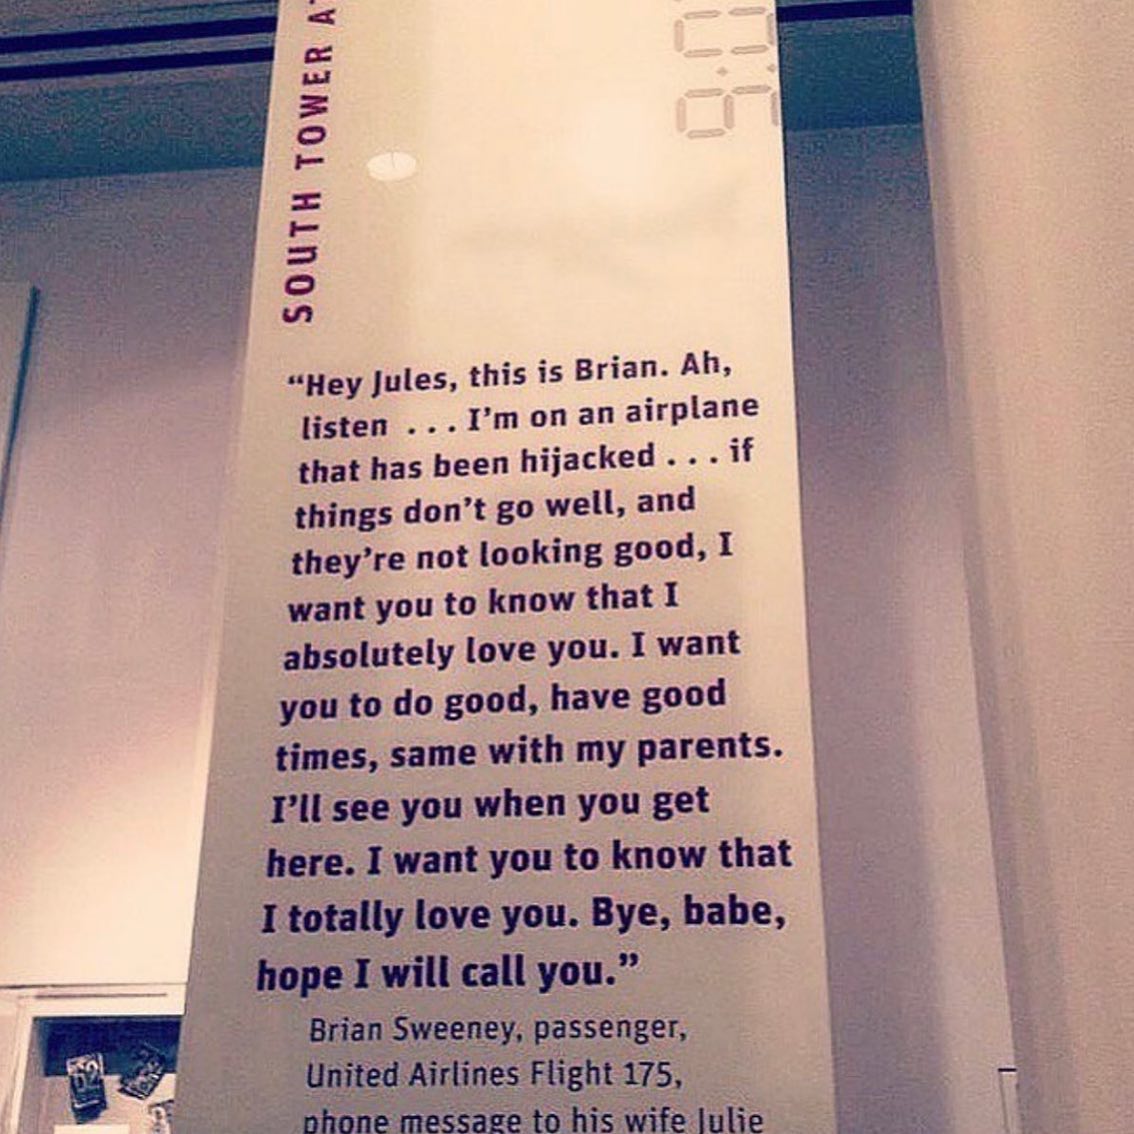 SOUTH TOWER
“Hey Jules, this is Brian. Ah,
listen . . . I’m on an airplane
that has been hijacked . . . if
things don’t go well, and
they’re not looking good, I
want you to know that I
absolutely love you. I want
you to do good, have good
times, same with my parents.
I’ll see you when you get
here. I want you to know that
I totally love you. Bye, babe,
hope I will call you.”
Brian Sweeney, passenger,
United Airlines Flight 175,
phone message to his wife Julie